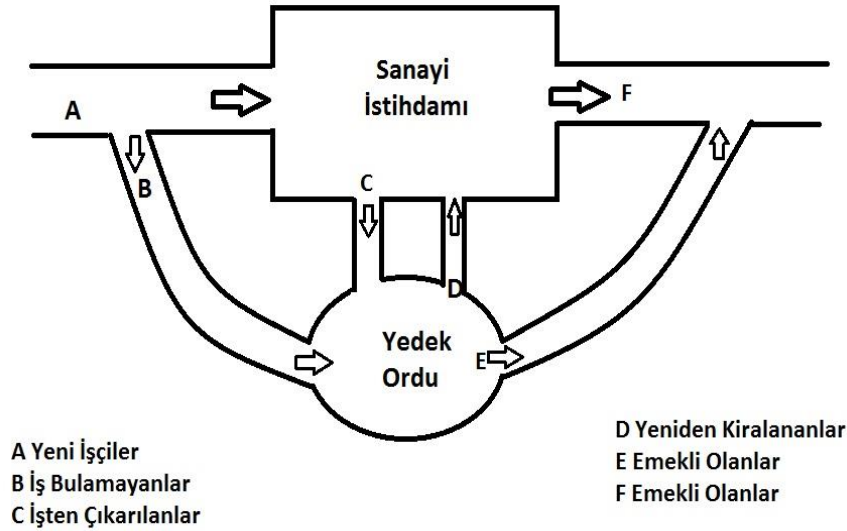 Sanayi
İstihdamı
A
F
B
C
D
Yedek
Ordu
E
A Yeni İşçiler
B İş Bulamayanlar
C İşten Çıkarılanlar
D Yeniden Kiralananlar
E Emekli Olanlar
F Emekli Olanlar